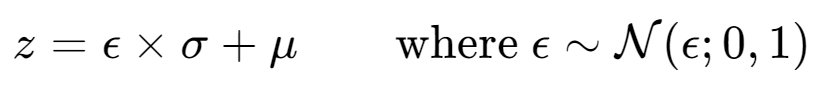 z = ϵ × σ + μ where ϵ ∼ 𝒩(ϵ; 0, 1)